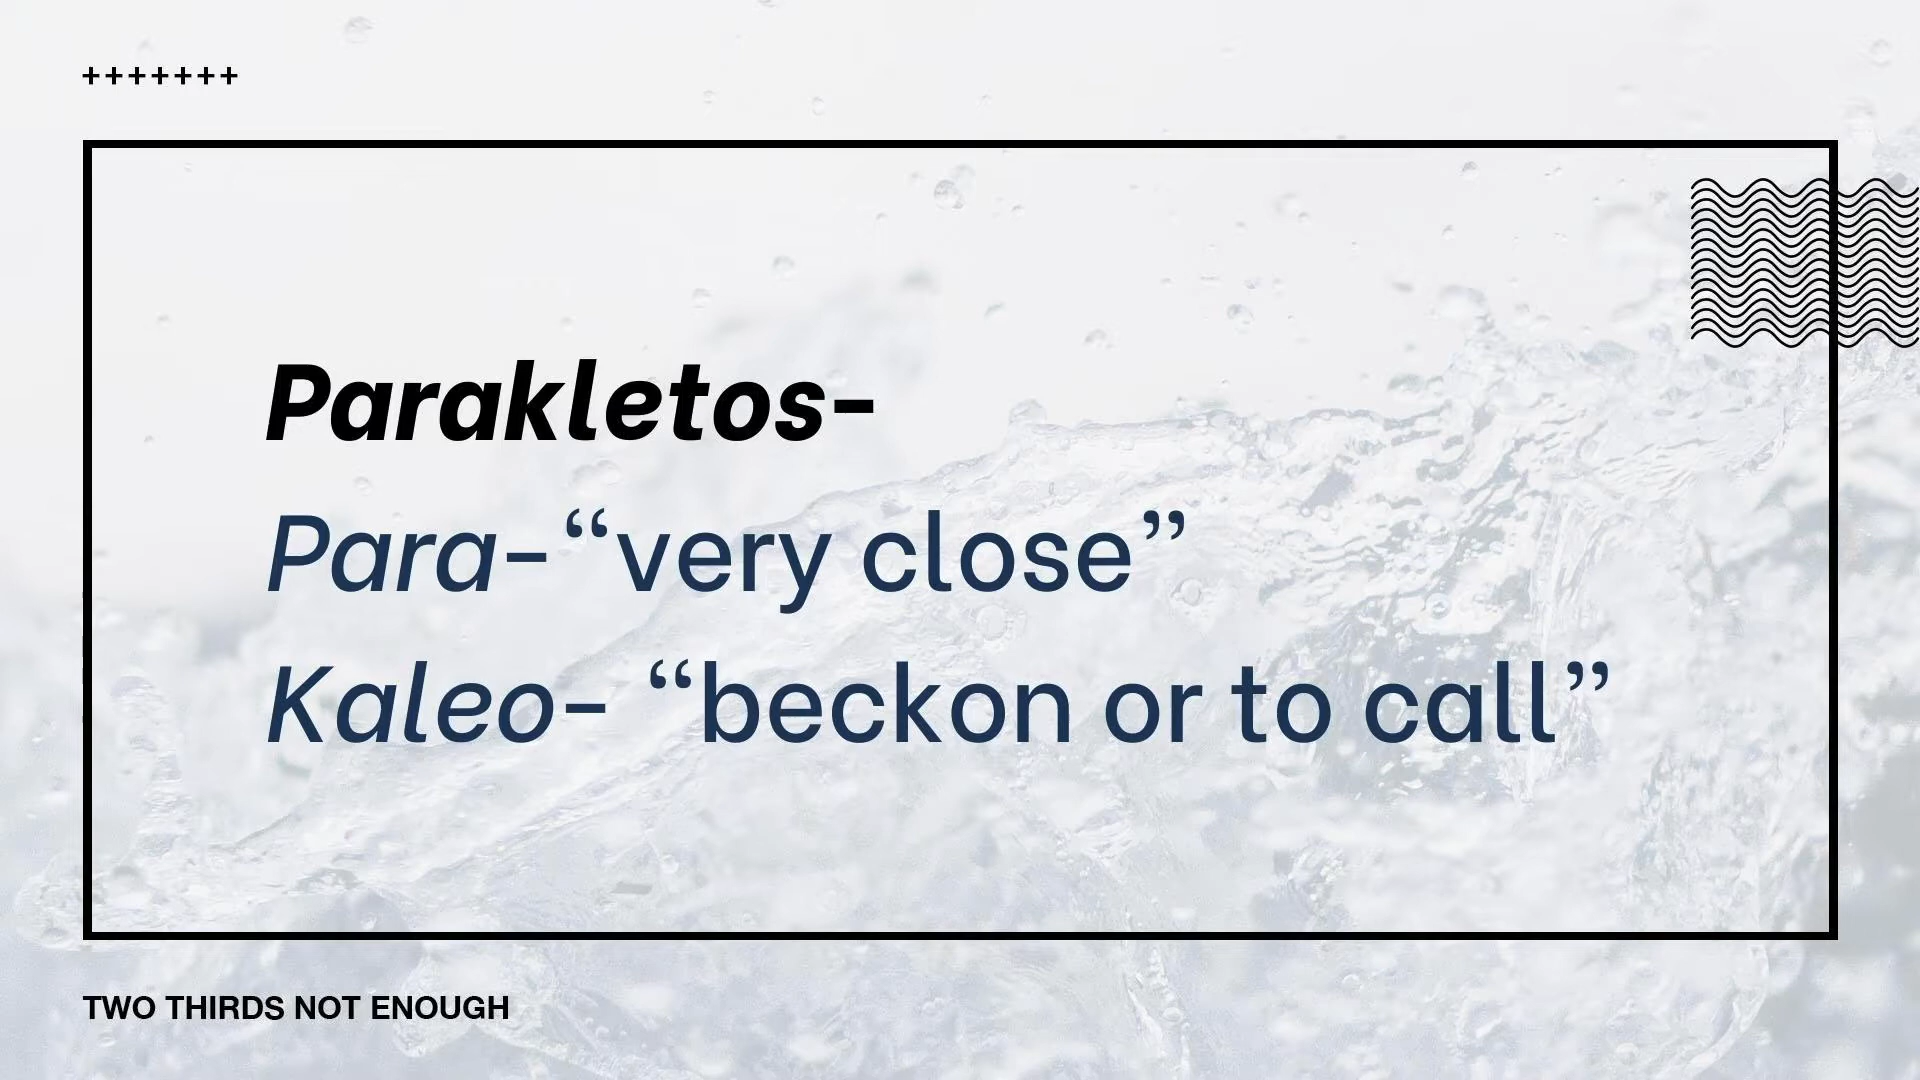 +++++++
Parakletos-
Para-“very close”
Kaleo- “beckon or to call”
TWO THIRDS NOT ENOUGH